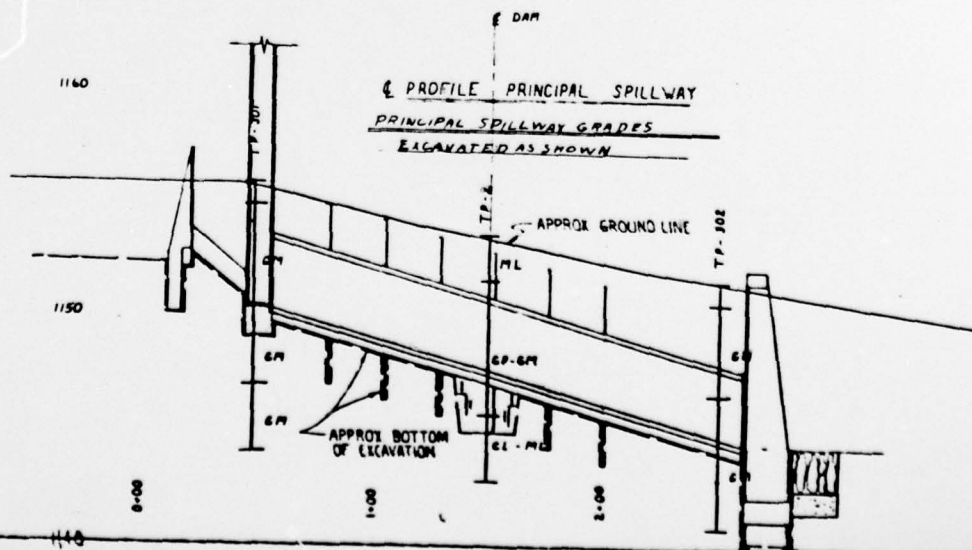 ℄ DAM
1160
℄ PROFILE PRINCIPAL SPILLWAY
PRINCIPAL SPILLWAY GRADES
EXCAVATED AS SHOWN
TP-301
TP-2
APPROX GROUND LINE
TP-302
ML
1150
GM
GP-GM
GM
GM
APPROX BOTTOM
OF EXCAVATION
CL-ML
GM
0+00
1+00
2+00
1140